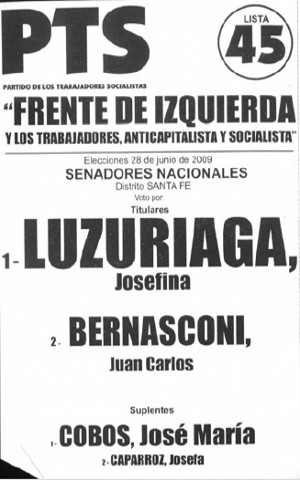 PTS
PARTIDO DE LOS TRABAJADORES SOCIALISTAS
LISTA
45
"FRENTE DE IZQUIERDA
Y LOS TRABAJADORES, ANTICAPITALISTA Y SOCIALISTA"
Elecciones 28 de junio de 2009
SENADORES NACIONALES
Distrito SANTA FE
Voto por:
Titulares
1- LUZURIAGA,
Josefina
2- BERNASCONI,
Juan Carlos
Suplentes
1- COBOS, José María
2- CAPARROZ, Josefa